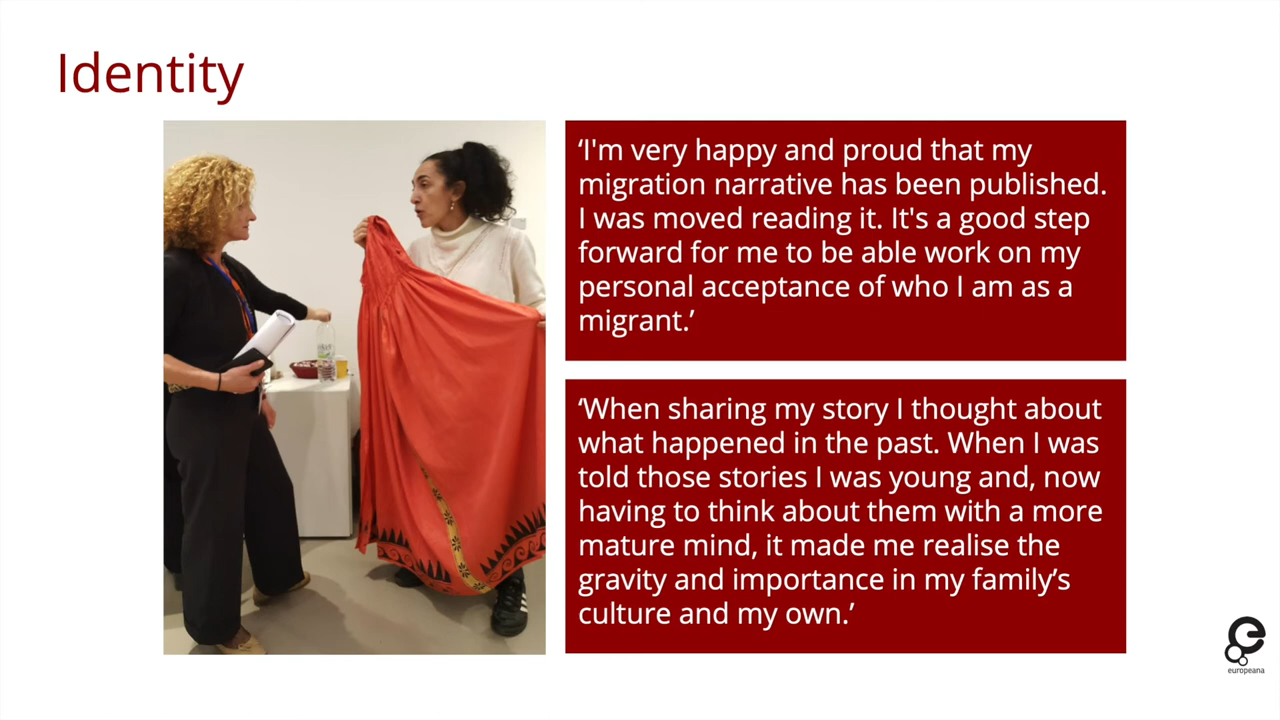 Identity
‘I'm very happy and proud that my
migration narrative has been published.
I was moved reading it. It's a good step
forward for me to be able work on my
personal acceptance of who I am as a
migrant.’
‘When sharing my story I thought about
what happened in the past. When I was
told those stories I was young and, now
having to think about them with a more
mature mind, it made me realise the
gravity and importance in my family’s
culture and my own.’
europeana